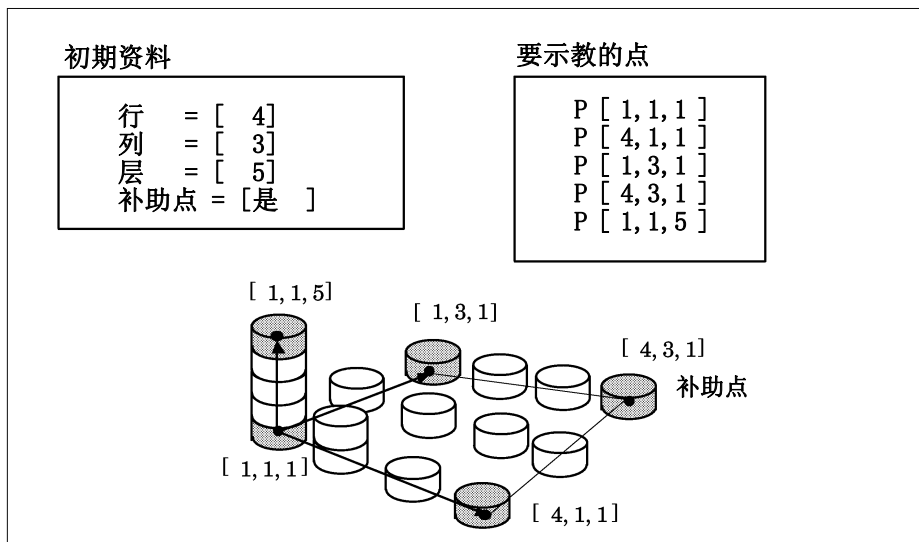 初期资料
行 = [ 4]
列 = [ 3]
层 = [ 5]
补助点 = [是 ]
要示教的点
P [ 1,1,1 ]
P [ 4,1,1 ]
P [ 1,3,1 ]
P [ 4,3,1 ]
P [ 1,1,5 ]
[ 1,1,5]
[ 1,3,1]
[ 4,3,1]
补助点
[ 1,1,1]
[ 4,1,1]